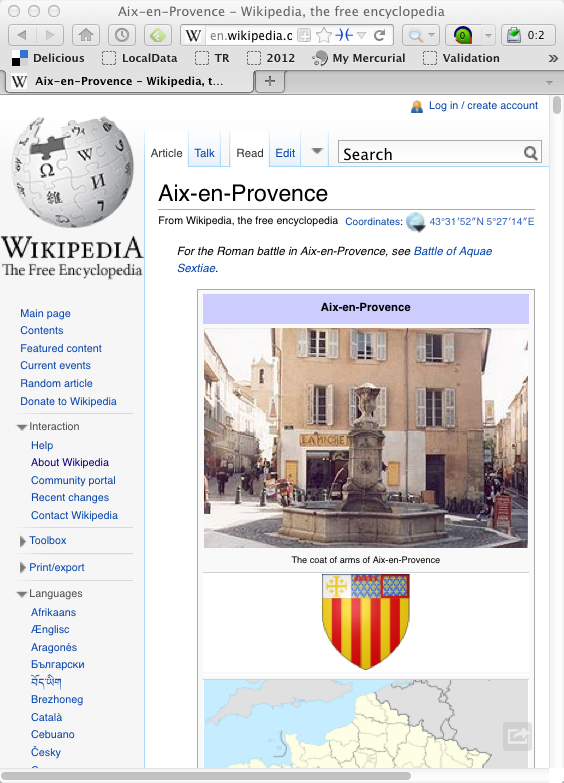 Aix-en-Provence – Wikipedia, the free encyclopedia
W en.wikipedia.o
0
0:2
Delicious LocalData TR 2012 My Mercurial Validation »
W Aix-en-Provence – Wikipedia, t...
Log in / create account
Article Talk Read Edit Search
Ω W И 維
WIKIPEDIA
The Free Encyclopedia
Aix-en-Provence
From Wikipedia, the free encyclopedia Coordinates: 43°31′52″N 5°27′14″E
For the Roman battle in Aix-en-Provence, see Battle of Aquae
Sextiae.
Main page
Contents
Featured content
Current events
Random article
Donate to Wikipedia
Interaction
Help
About Wikipedia
Community portal
Recent changes
Contact Wikipedia
Toolbox
Print/export
Languages
Afrikaans
Ænglisc
Aragonés
Български
བོད་ཡིག
Brezhoneg
Català
Cebuano
Česky
Aix-en-Provence
The coat of arms of Aix-en-Provence